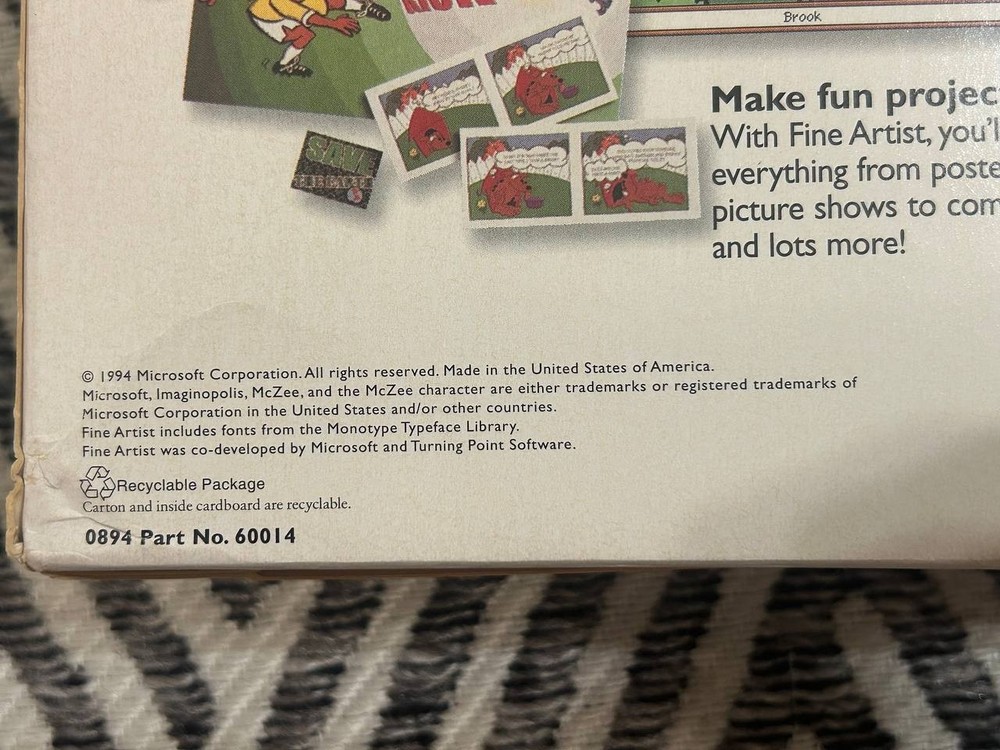 Brook
SAVE
THE EARTH
Make fun projec
With Fine Artist, you'l
everything from poste
picture shows to com
and lots more!
© 1994 Microsoft Corporation. All rights reserved. Made in the United States of America.
Microsoft, Imaginopolis, McZee, and the McZee character are either trademarks or registered trademarks of
Microsoft Corporation in the United States and/or other countries.
Fine Artist includes fonts from the Monotype Typeface Library.
Fine Artist was co-developed by Microsoft and Turning Point Software.
Recyclable Package
Carton and inside cardboard are recyclable.
0894 Part No. 60014